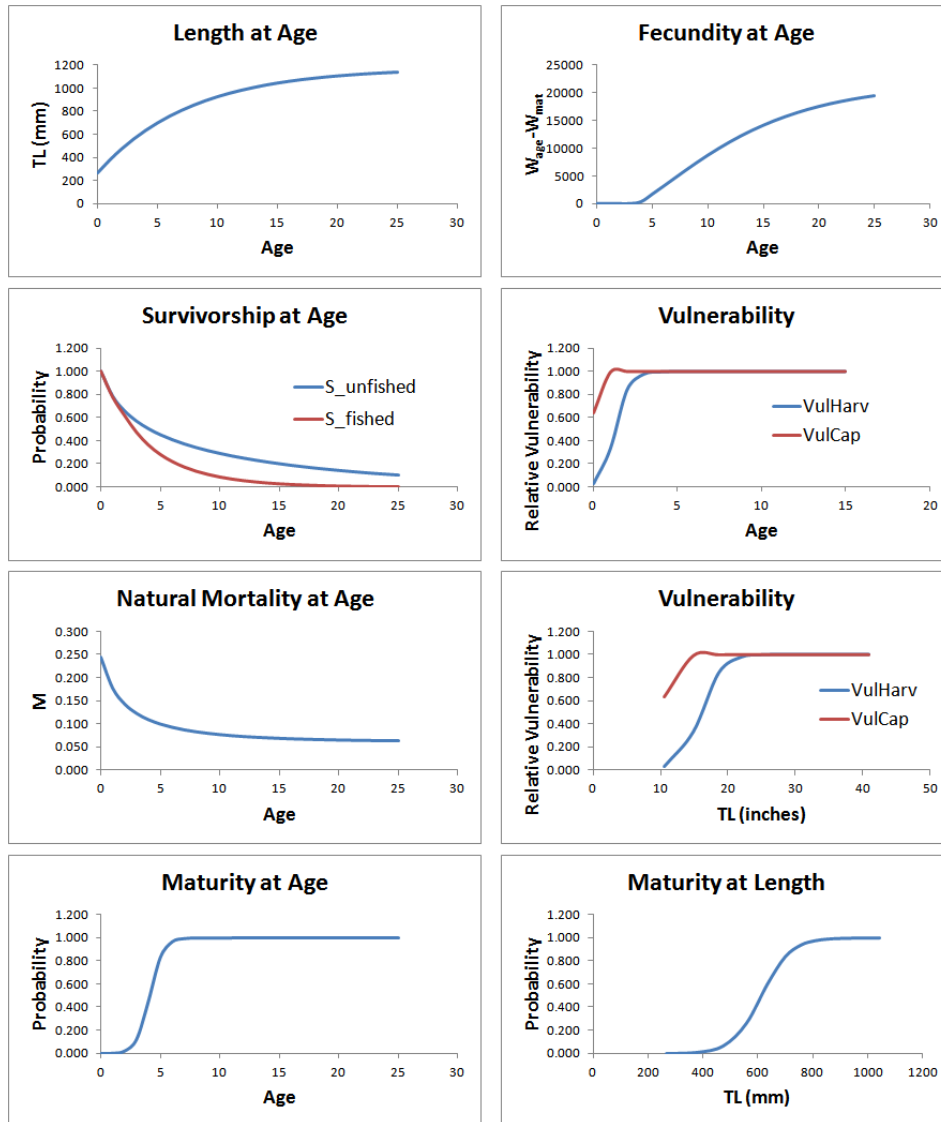 Length at Age
1200
1000
800
600
400
200
0
TL (mm)
0 5 10 15 20 25 30
Age
Fecundity at Age
25000
20000
15000
10000
5000
0
Wage-Wmat
0 5 10 15 20 25 30
Age
Survivorship at Age
1.200
1.000
0.800
0.600
0.400
0.200
0.000
Probability
S_unfished
S_fished
0 5 10 15 20 25 30
Age
Vulnerability
1.200
1.000
0.800
0.600
0.400
0.200
0.000
Relative Vulnerability
VulHarv
VulCap
0 5 10 15 20
Age
Natural Mortality at Age
0.300
0.250
0.200
0.150
0.100
0.050
0.000
M
0 5 10 15 20 25 30
Age
Vulnerability
1.200
1.000
0.800
0.600
0.400
0.200
0.000
Relative Vulnerability
VulHarv
VulCap
0 10 20 30 40 50
TL (inches)
Maturity at Age
1.200
1.000
0.800
0.600
0.400
0.200
0.000
Probability
0 5 10 15 20 25 30
Age
Maturity at Length
1.200
1.000
0.800
0.600
0.400
0.200
0.000
Probability
0 200 400 600 800 1000 1200
TL (mm)